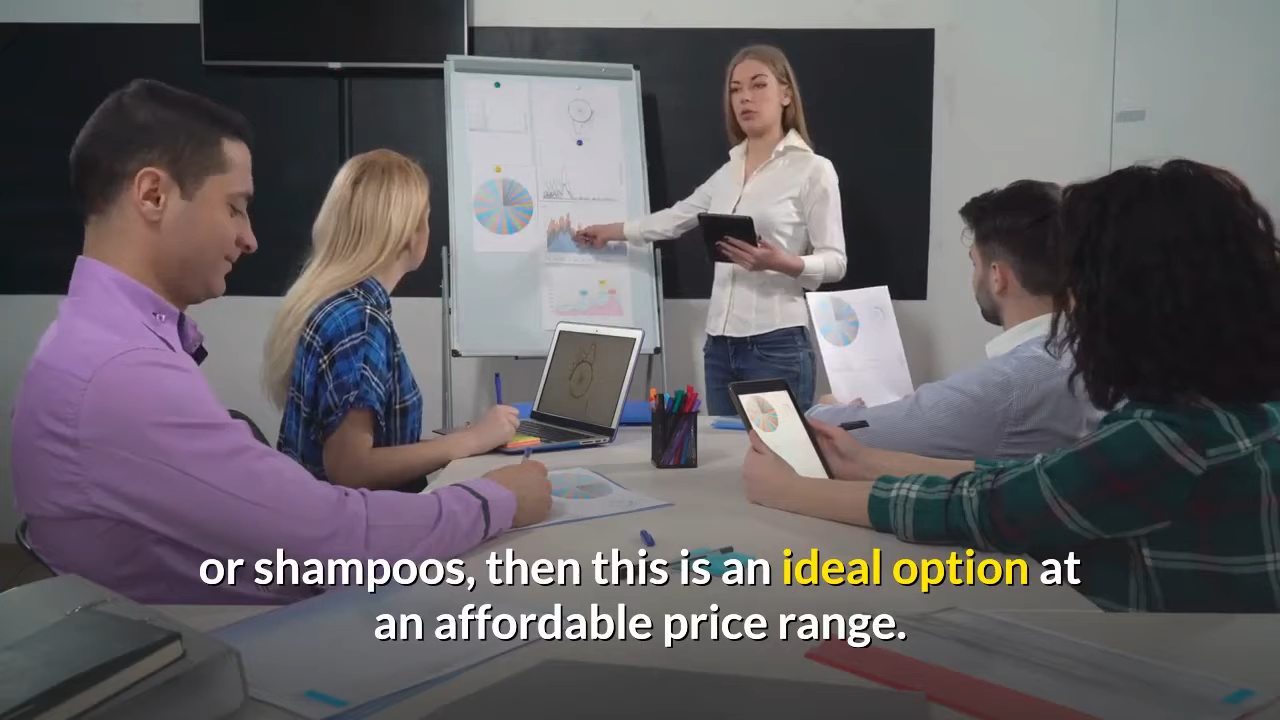 or shampoos, then this is an ideal option at
an affordable price range.